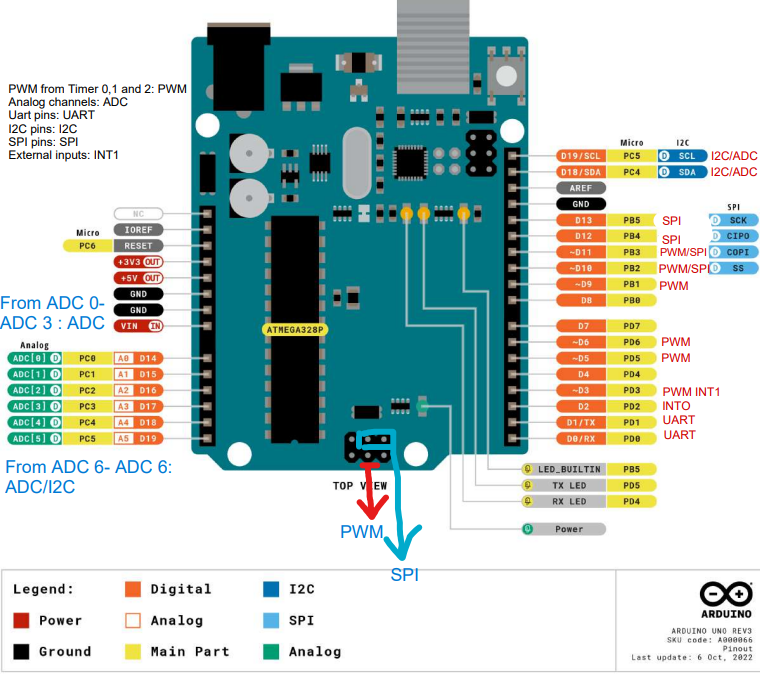 PWM from Timer 0,1 and 2: PWM
Analog channels: ADC
Uart pins: UART
I2C pins: I2C
SPI pins: SPI
External inputs: INT1
Micro I2C
D19/SCL PC5 D SCL I2C/ADC
D18/SDA PC4 D SDA I2C/ADC
AREF
GND
SPI
D13 PB5 SPI D SCK
D12 PB4 SPI D CIPO
~D11 PB3 PWM/SPI D COPI
~D10 PB2 PWM/SPI D SS
~D9 PB1 PWM
D8 PB0
D7 PD7
~D6 PD6 PWM
~D5 PD5 PWM
D4 PD4
~D3 PD3 PWM INT1
D2 PD2 INTO
D1/TX PD1 UART
D0/RX PD0 UART
NC
IOREF
Micro
PC6 RESET
+3V3 OUT
+5V OUT
GND
GND
VIN IN
From ADC 0-
ADC 3 : ADC
ATMEGA328P
Analog
ADC[0] D PC0 A0 D14
ADC[1] D PC1 A1 D15
ADC[2] D PC2 A2 D16
ADC[3] D PC3 A3 D17
ADC[4] D PC4 A4 D18
ADC[5] D PC5 A5 D19
From ADC 6- ADC 6:
ADC/I2C
LED_BUILTIN PB5
TX LED PD5
RX LED PD4
Power
TOP VIEW
PWM
SPI
Legend:
Power
Ground
Digital
Analog
Main Part
I2C
SPI
Analog
ARDUINO
ARDUINO UNO REV3
SKU code: A000066
Pinout
Last update: 6 Oct, 2022